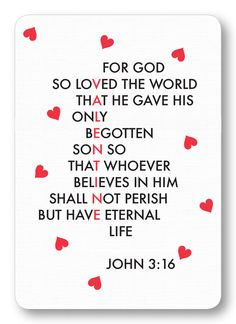 FOR GOD
SO LOVED THE WORLD
THAT HE GAVE HIS
ONLY
BEGOTTEN
SON SO
THAT WHOEVER
BELIEVES IN HIM
SHALL NOT PERISH
BUT HAVE ETERNAL
LIFE
JOHN 3:16